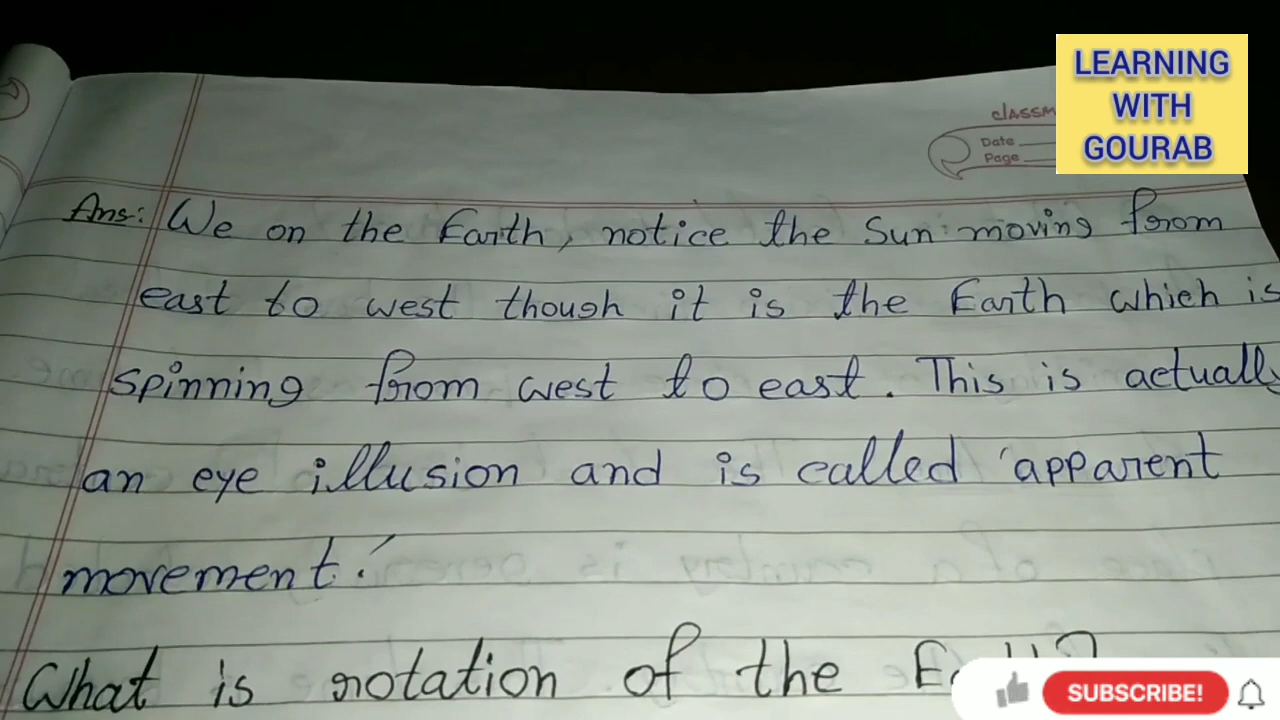 LEARNING
WITH
GOURAB
classm
Date
Page
Ans: We on the Earth, notice the Sun moving from
east to west though it is the Earth which is
spinning from west to east. This is actually
an eye illusion and is called 'apparent
movement.'
What is rotation of the
SUBSCRIBE!